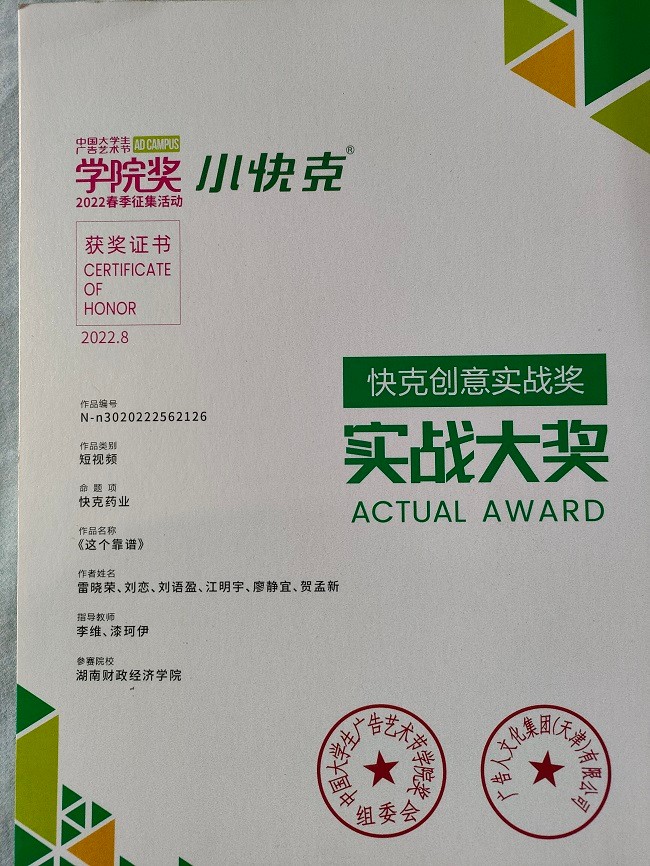 中国大学生
广告艺术节 AD CAMPUS
学院奖 小快克®
2022春季征集活动
获奖证书
CERTIFICATE
OF
HONOR
2022.8
快克创意实战奖
实战大奖
ACTUAL AWARD
作品编号
N-n3020222562126
作品类别
短视频
命题项
快克药业
作品名称
《这个靠谱》
作者姓名
雷晓荣、刘恋、刘语盈、江明宇、廖静宜、贺孟新
指导教师
李维、漆珂伊
参赛院校
湖南财政经济学院
中国大学生广告艺术节学院奖
组委会
广告人文化集团(天津)有限公司